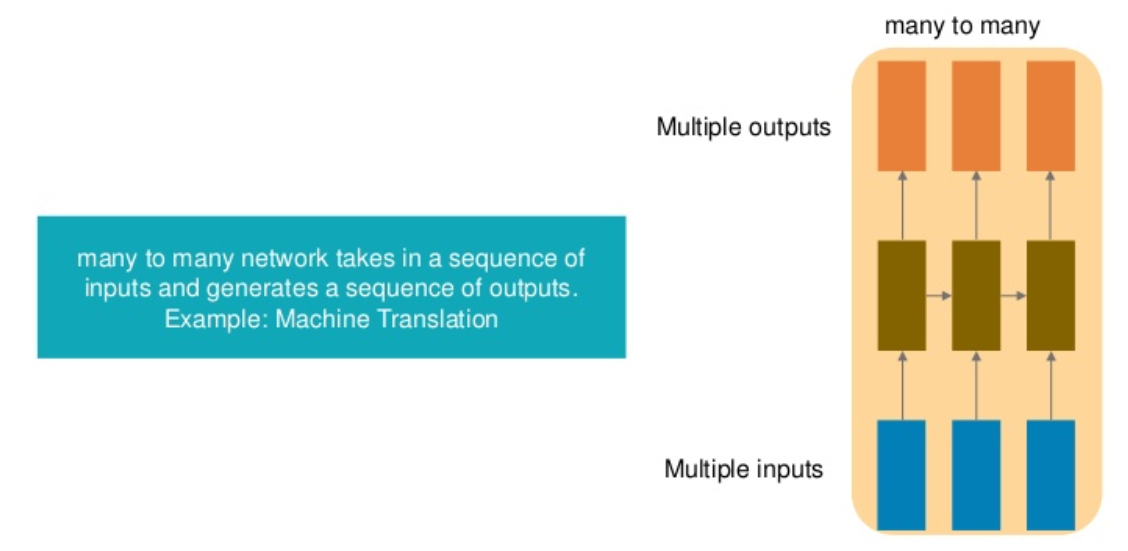 many to many
Multiple outputs
many to many network takes in a sequence of
inputs and generates a sequence of outputs.
Example: Machine Translation
Multiple inputs